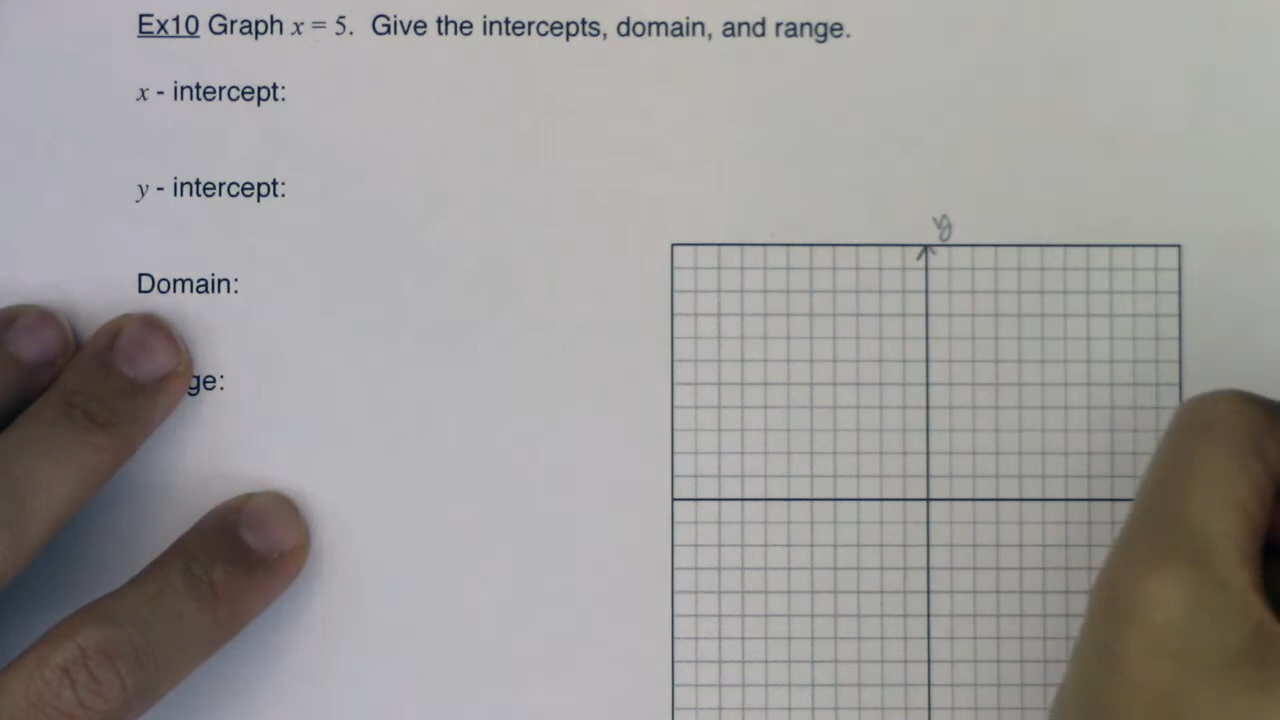 Ex10 Graph x = 5. Give the intercepts, domain, and range.
x - intercept:
y - intercept:
y
Domain:
ge: